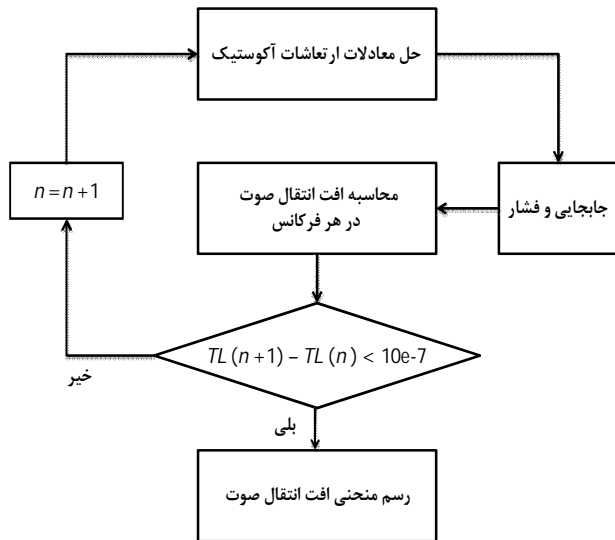 حل معادلات ارتعاشات آکوستیک
n=n+1
محاسبه افت انتقال صوت
در هر فرکانس
جابجایی و فشار
TL (n+1) – TL (n) < 10e-7
خیر
بلی
رسم منحنی افت انتقال صوت